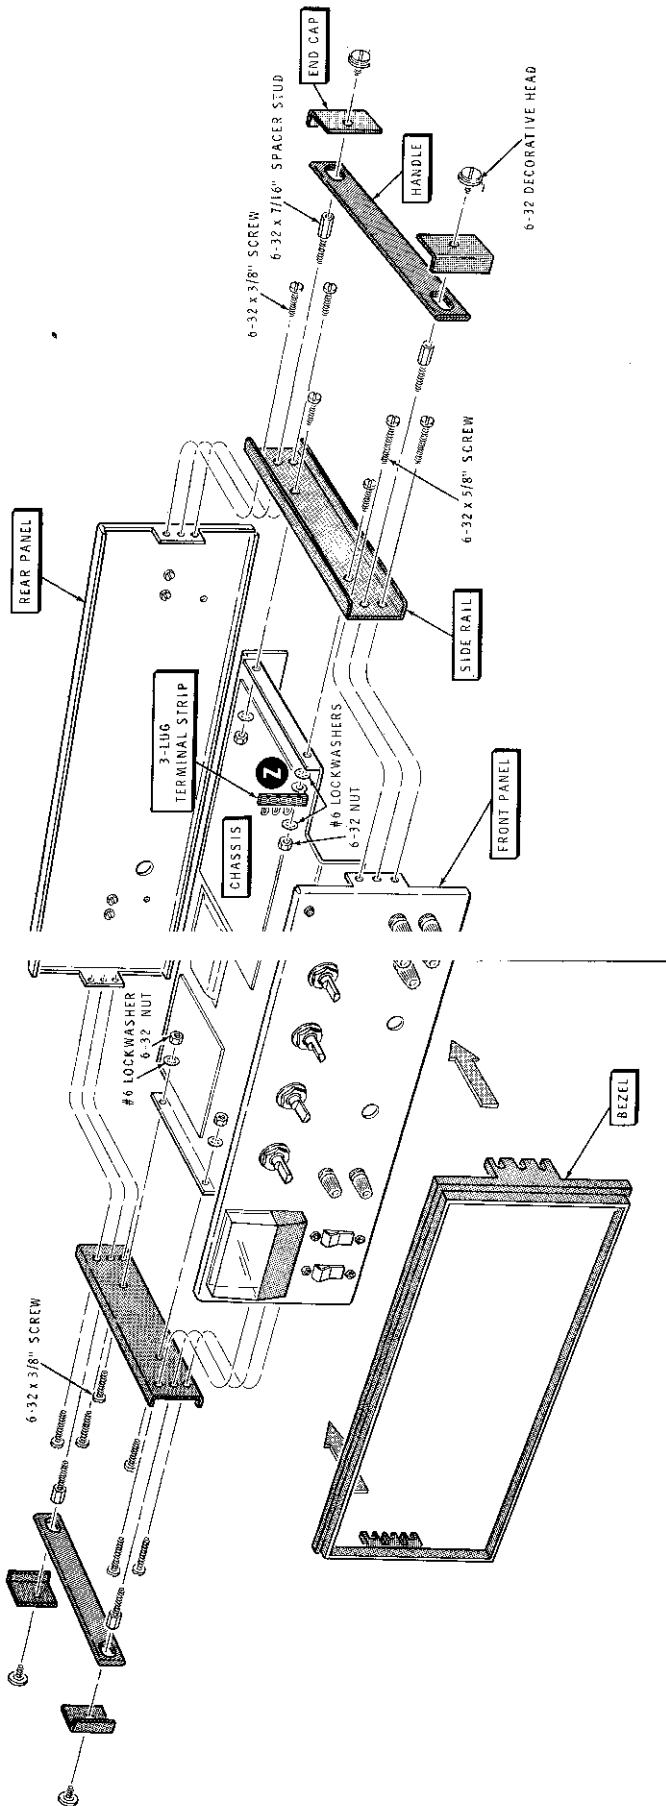 END CAP
6-32 x 7/16" SPACER STUD
6-32 x 3/8" SCREW
HANDLE
6-32 DECORATIVE HEAD
REAR PANEL
6-32 x 5/8" SCREW
SIDE RAIL
3-LUG
TERMINAL STRIP
Z
CHASSIS
#6 LOCKWASHERS
6-32 NUT
FRONT PANEL
#6 LOCKWASHER
6-32 NUT
BEZEL
6-32 x 3/8" SCREW